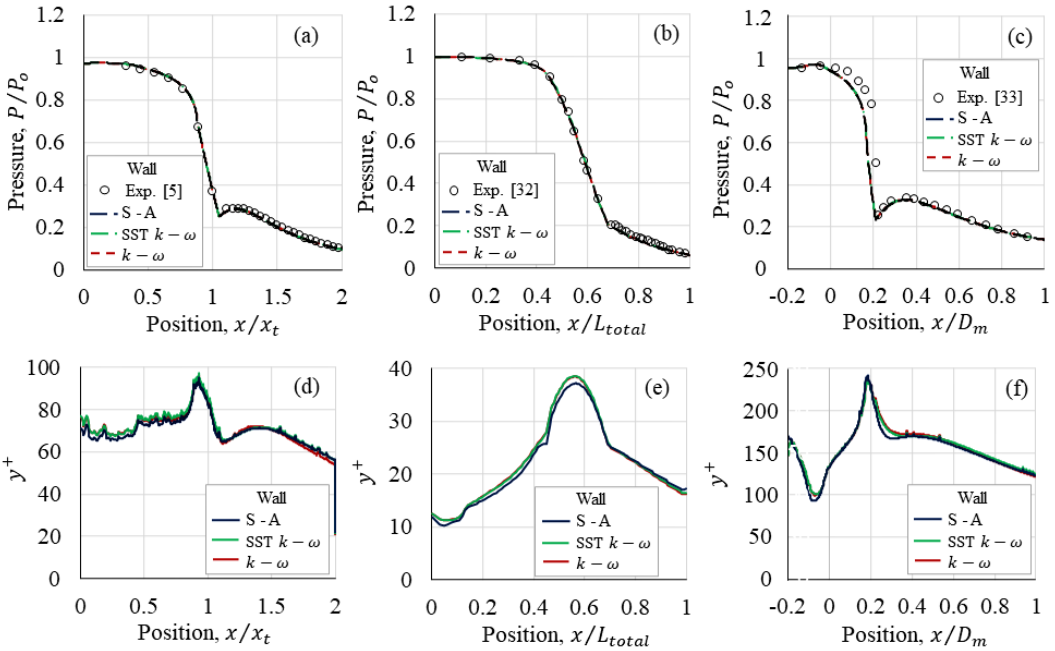 (a)
Pressure, P/Po
1.2
1
0.8
0.6
0.4
0.2
0
Wall
Exp. [5]
S - A
SST k − ω
k − ω
0 0.5 1 1.5 2
Position, x/xt
(b)
Pressure, P/Po
1.2
1
0.8
0.6
0.4
0.2
0
Wall
Exp. [32]
S - A
SST k − ω
k − ω
0 0.2 0.4 0.6 0.8 1
Position, x/Ltotal
(c)
Pressure, P/Po
1.2
1
0.8
0.6
0.4
0.2
0
Wall
Exp. [33]
S - A
SST k − ω
k − ω
-0.2 0 0.2 0.4 0.6 0.8 1
Position, x/Dm
(d)
y+
100
80
60
40
20
0
Wall
S - A
SST k − ω
k − ω
0 0.5 1 1.5 2
Position, x/xt
(e)
y+
40
30
20
10
0
Wall
S - A
SST k − ω
k − ω
0 0.2 0.4 0.6 0.8 1
Position, x/Ltotal
(f)
y+
250
200
150
100
50
0
Wall
S - A
SST k − ω
k − ω
-0.2 0 0.2 0.4 0.6 0.8 1
Position, x/Dm